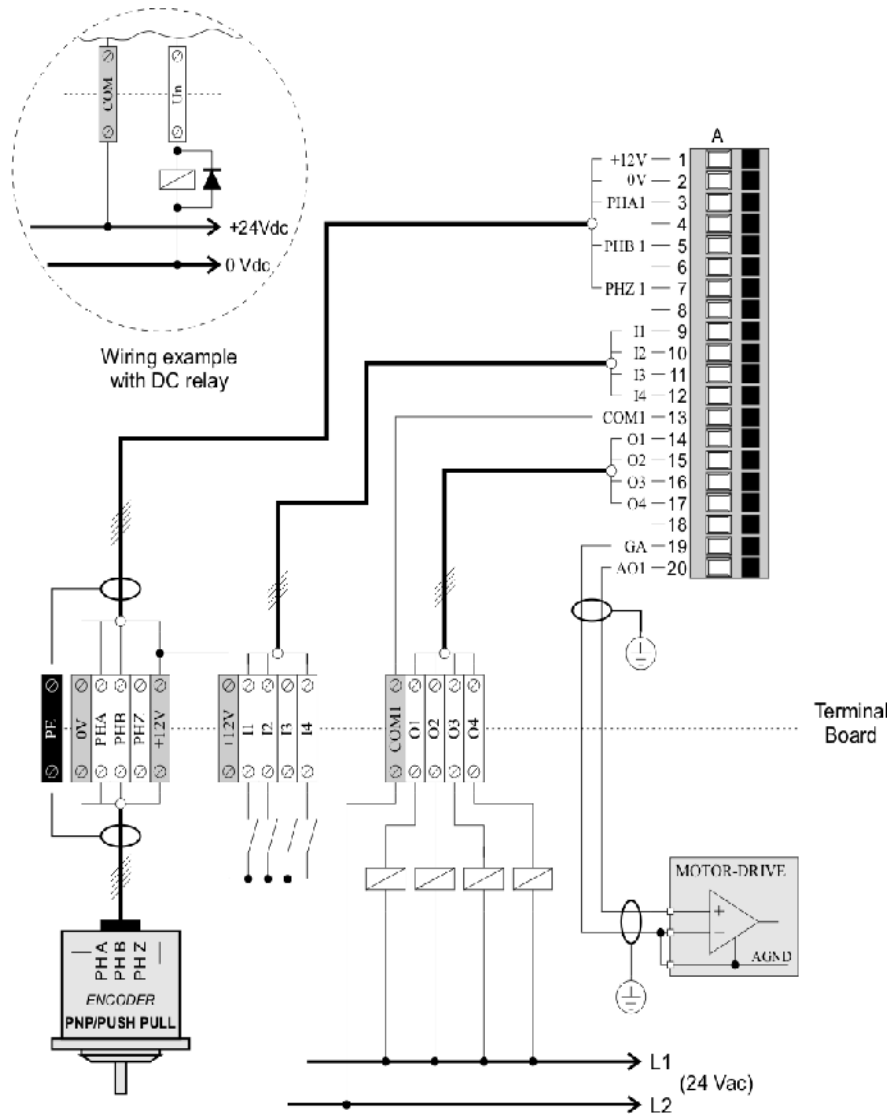 COM
Un
+24Vdc
0 Vdc
Wiring example
with DC relay
A
+12V 1
0V 2
PHA1 3
4
PHB 1 5
6
PHZ 1 7
8
I1 9
I2 10
I3 11
I4 12
COM1 13
O1 14
O2 15
O3 16
O4 17
18
GA 19
AO1 20
PE
0V
PHA
PHB
PHZ
+12V
+12V
I1
I2
I3
I4
COM1
O1
O2
O3
O4
Terminal
Board
MOTOR-DRIVE
+
−
AGND
PHA
PHB
PHZ
ENCODER
PNP/PUSH PULL
L1
(24 Vac)
L2